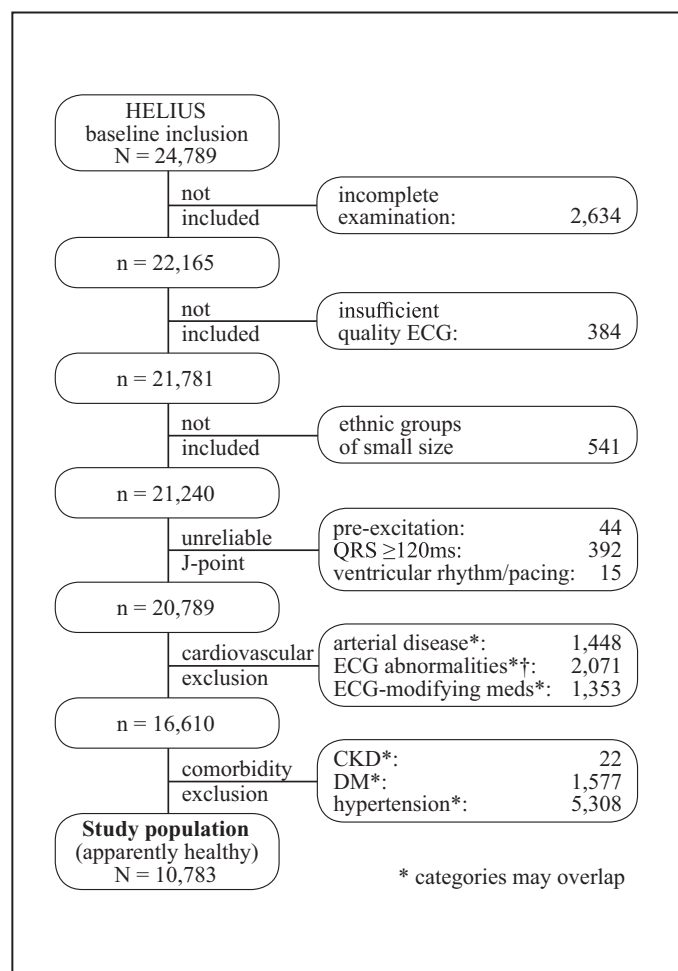 HELIUS
baseline inclusion
N = 24,789
not
included
incomplete
examination: 2,634
n = 22,165
not
included
insufficient
quality ECG: 384
n = 21,781
not
included
ethnic groups
of small size 541
n = 21,240
unreliable
J-point
pre-excitation: 44
QRS ≥120ms: 392
ventricular rhythm/pacing: 15
n = 20,789
cardiovascular
exclusion
arterial disease*: 1,448
ECG abnormalities*†: 2,071
ECG-modifying meds*: 1,353
n = 16,610
comorbidity
exclusion
CKD*: 22
DM*: 1,577
hypertension*: 5,308
Study population
(apparently healthy)
N = 10,783
* categories may overlap